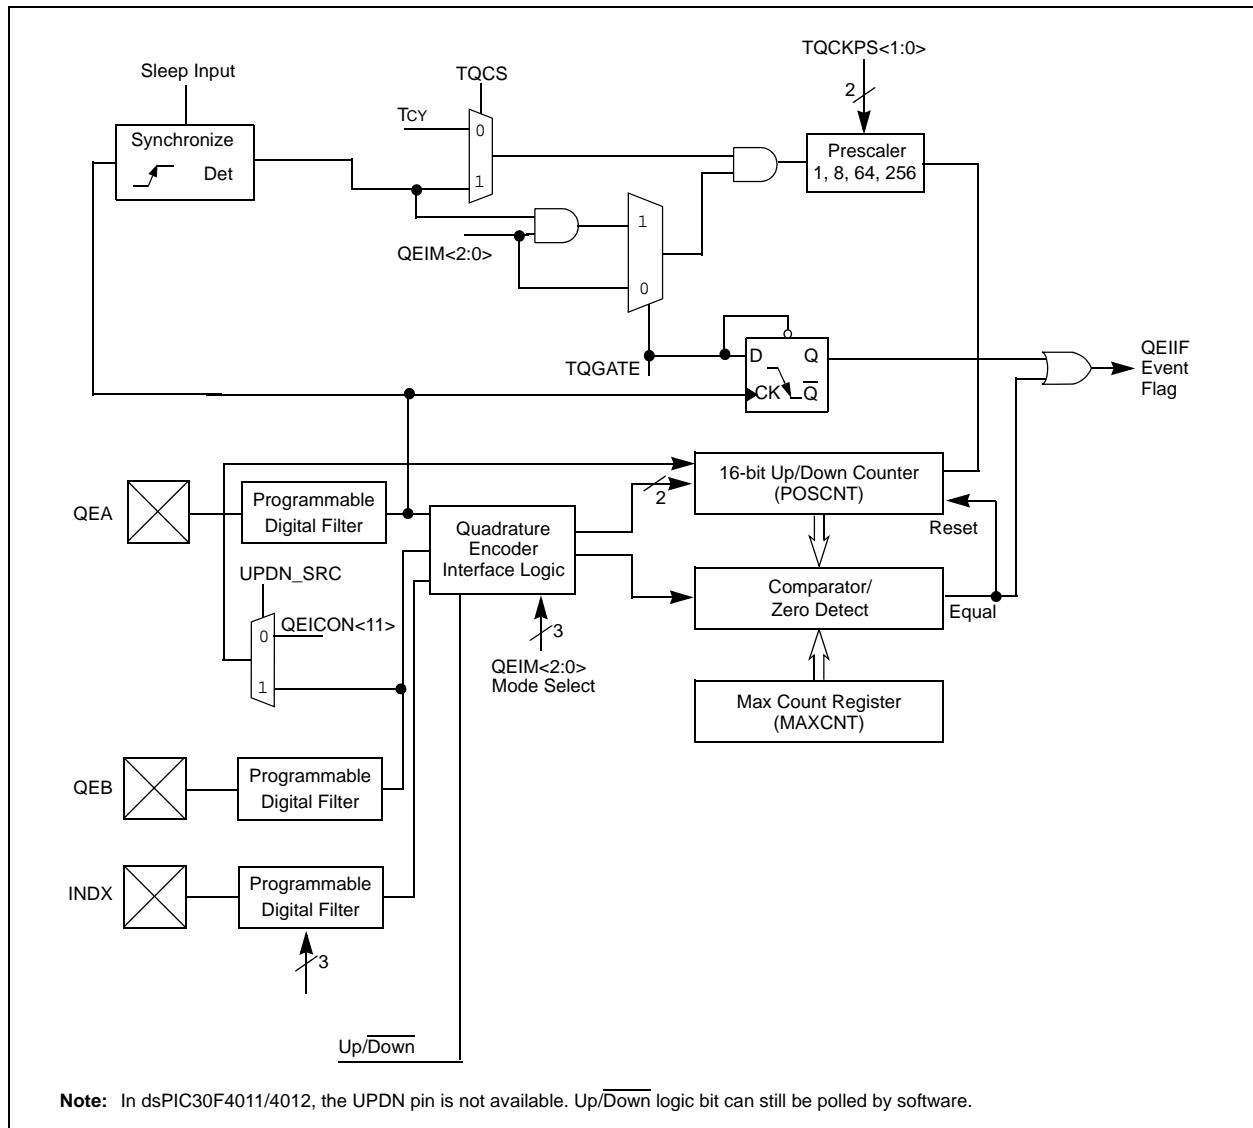 TQCKPS<1:0>
Sleep Input
TQCS
2
TCY
0
Synchronize
Det
1
Prescaler
1, 8, 64, 256
1
QEIM<2:0>
0
D
Q
TQGATE
CK
Q̅
QEIIF
Event
Flag
16-bit Up/Down Counter
(POSCNT)
2
QEA
Programmable
Digital Filter
Quadrature
Encoder
Interface Logic
Reset
UPDN_SRC
Comparator/
Zero Detect
Equal
0
QEICON<11>
3
QEIM<2:0>
Mode Select
1
Max Count Register
(MAXCNT)
QEB
Programmable
Digital Filter
INDX
Programmable
Digital Filter
3
Up/D̅o̅w̅n̅
Note: In dsPIC30F4011/4012, the UPDN pin is not available. Up/D̅o̅w̅n̅ logic bit can still be polled by software.